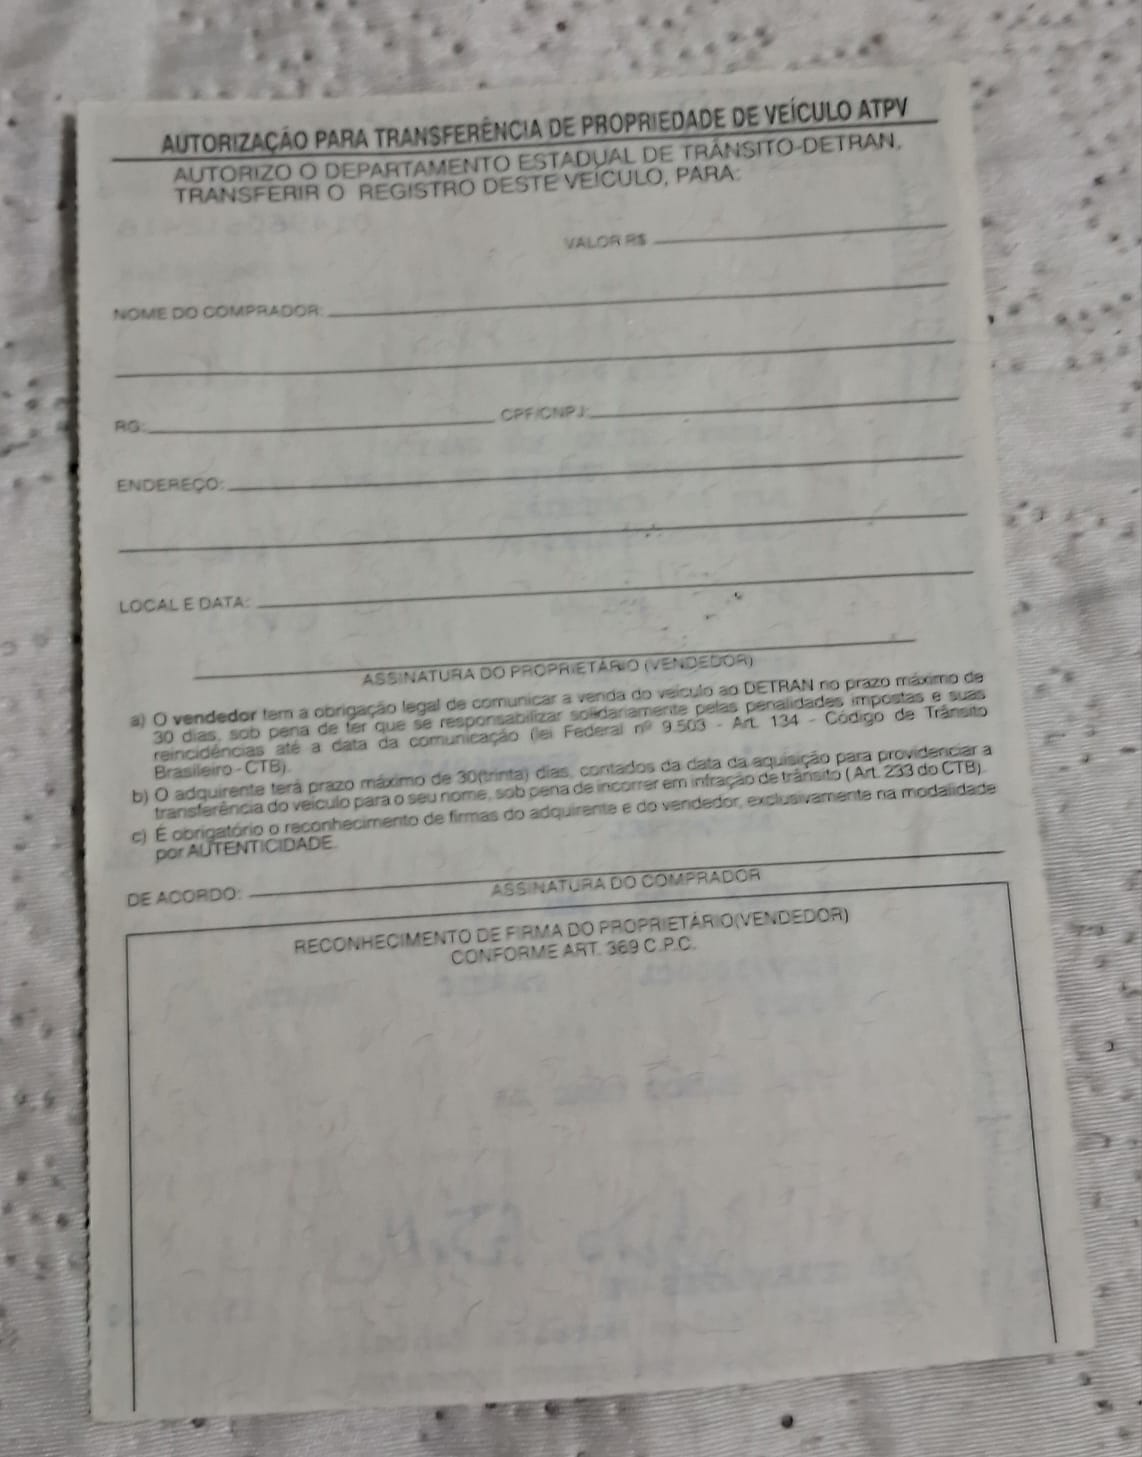 AUTORIZAÇÃO PARA TRANSFERÊNCIA DE PROPRIEDADE DE VEÍCULO ATPV
AUTORIZO O DEPARTAMENTO ESTADUAL DE TRÂNSITO-DETRAN,
TRANSFERIR O REGISTRO DESTE VEÍCULO, PARA:
VALOR R$
NOME DO COMPRADOR:
RG: CPF/CNPJ:
ENDEREÇO:
LOCAL E DATA:
ASSINATURA DO PROPRIETÁRIO (VENDEDOR)
a) O vendedor tem a obrigação legal de comunicar a venda do veículo ao DETRAN no prazo máximo de
30 dias, sob pena de ter que se responsabilizar solidariamente pelas penalidades impostas e suas
reincidências até a data da comunicação (lei Federal nº 9.503 - Art. 134 - Código de Trânsito
Brasileiro - CTB).
b) O adquirente terá prazo máximo de 30(trinta) dias, contados da data da aquisição para providenciar a
transferência do veículo para o seu nome, sob pena de incorrer em infração de trânsito ( Art. 233 do CTB).
c) É obrigatório o reconhecimento de firmas do adquirente e do vendedor, exclusivamente na modalidade
por AUTENTICIDADE.
DE ACORDO:
ASSINATURA DO COMPRADOR
RECONHECIMENTO DE FIRMA DO PROPRIETÁRIO(VENDEDOR)
CONFORME ART. 369 C.P.C.